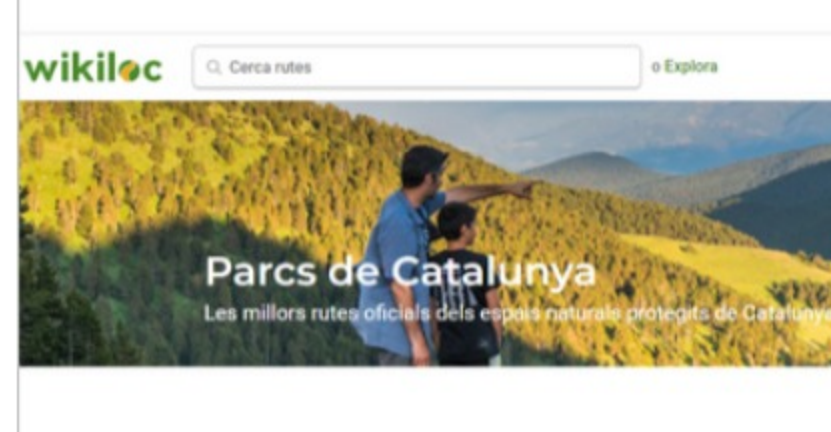 wikiloc
Cerca rutes
o Explora
Parcs de Catalunya
Les millors rutes oficials dels espais naturals protegits de Catalunya